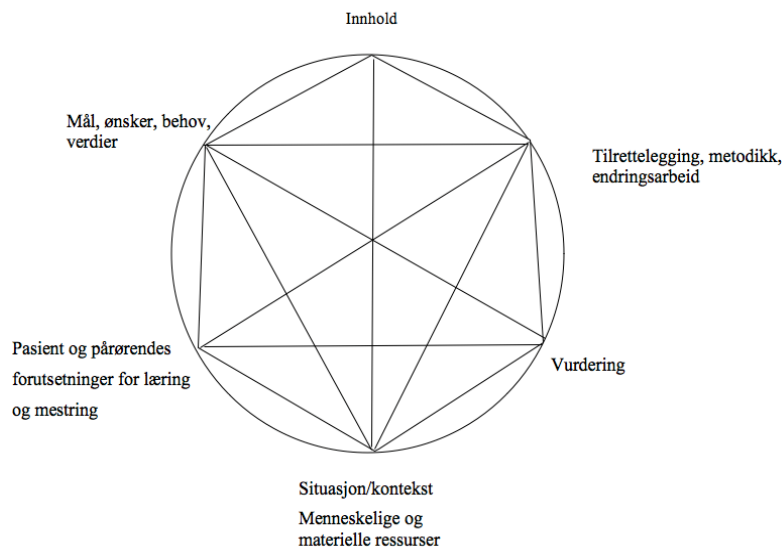 Innhold
Mål, ønsker, behov,
verdier
Tilrettelegging, metodikk,
endringsarbeid
Pasient og pårørendes
forutsetninger for læring
og mestring
Vurdering
Situasjon/kontekst
Menneskelige og
materielle ressurser